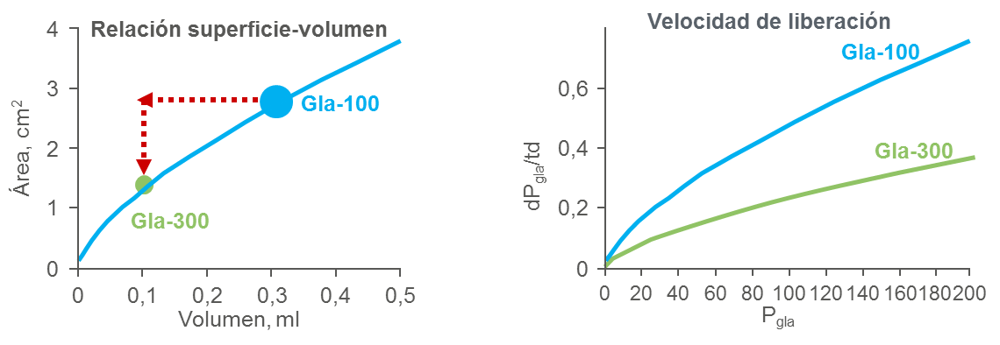 Relación superficie-volumen
4
3
2
1
0
Área, cm²
Gla-100
Gla-300
0 0,1 0,2 0,3 0,4 0,5
Volumen, ml
Velocidad de liberación
0,6
0,4
0,2
0
dPgla/td
Gla-100
Gla-300
0 20 40 60 80 100 120 140 160 180 200
Pgla